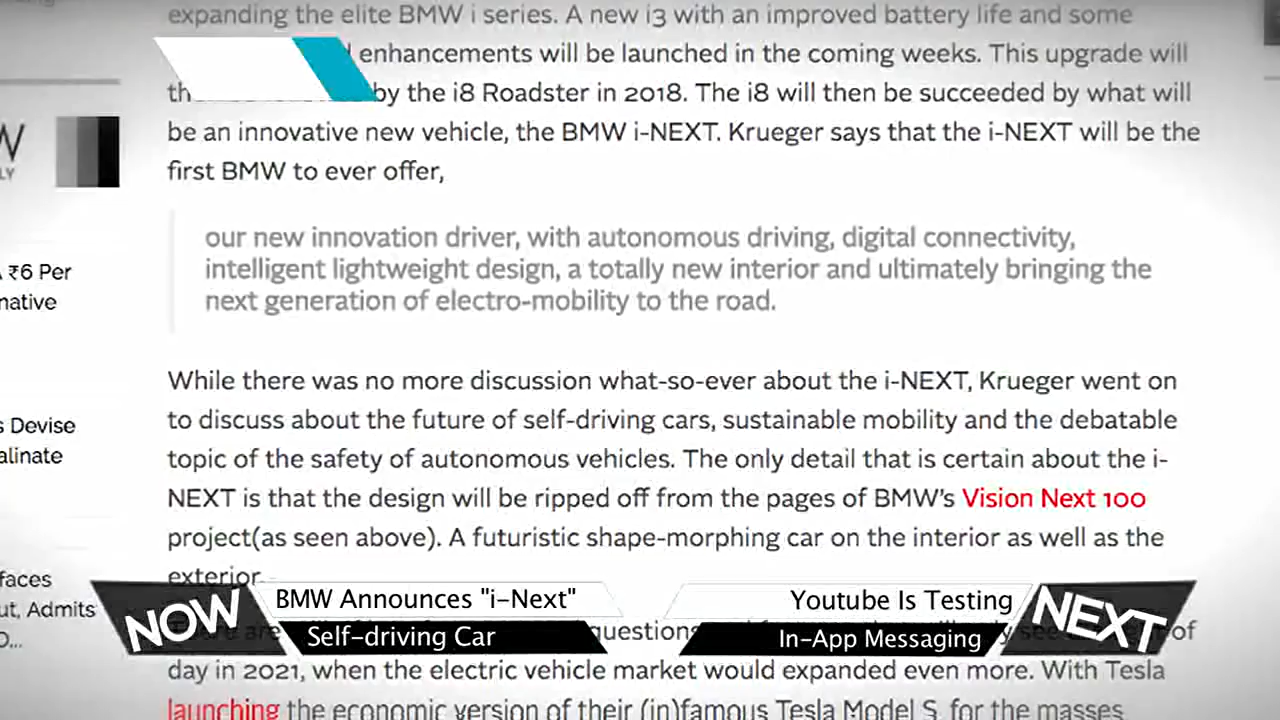 expanding the elite BMW i series. A new i3 with an improved battery life and some
enhancements will be launched in the coming weeks. This upgrade will
th by the i8 Roadster in 2018. The i8 will then be succeeded by what will
be an innovative new vehicle, the BMW i-NEXT. Krueger says that the i-NEXT will be the
first BMW to ever offer,
our new innovation driver, with autonomous driving, digital connectivity,
intelligent lightweight design, a totally new interior and ultimately bringing the
next generation of electro-mobility to the road.
While there was no more discussion what-so-ever about the i-NEXT, Krueger went on
to discuss about the future of self-driving cars, sustainable mobility and the debatable
topic of the safety of autonomous vehicles. The only detail that is certain about the i-
NEXT is that the design will be ripped off from the pages of BMW's Vision Next 100
project(as seen above). A futuristic shape-morphing car on the interior as well as the
exterior
questions
see
of
day in 2021, when the electric vehicle market would expanded even more. With Tesla
launching the economic version of their (in)famous Tesla Model S, for the masses
W
LY
₹6 Per
native
s Devise
alinate
faces
ut, Admits
O...
NOW
BMW Announces "i-Next"
Self-driving Car
Youtube Is Testing
In-App Messaging
NEXT